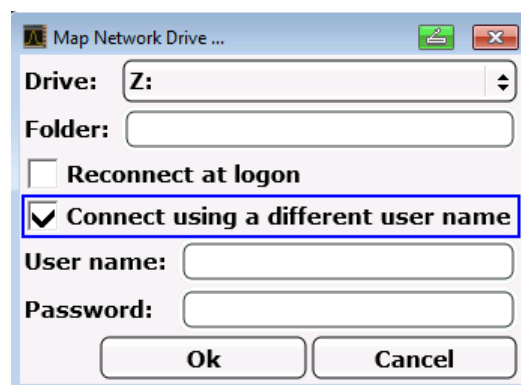 Map Network Drive ...
Drive: Z:
Folder:
Reconnect at logon
Connect using a different user name
User name:
Password:
Ok Cancel